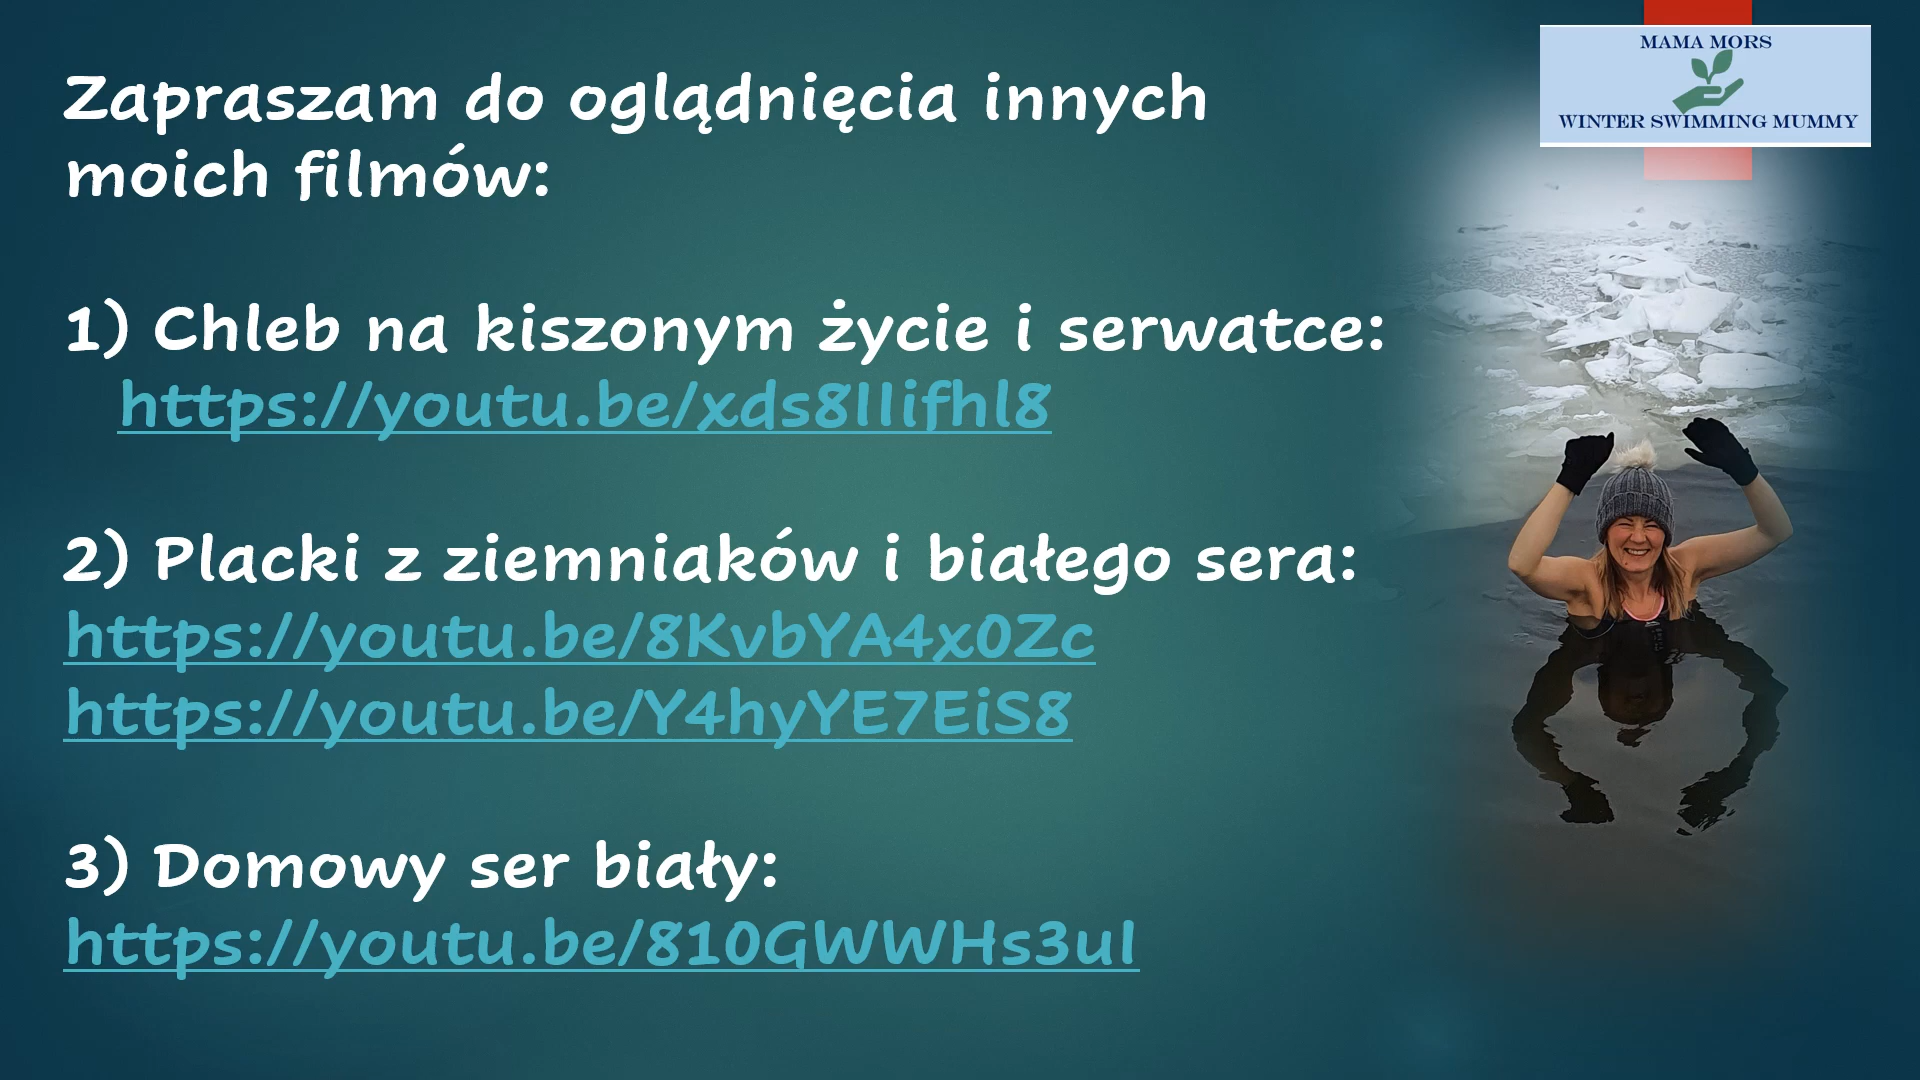 MAMA MORS
WINTER SWIMMING MUMMY
Zapraszam do oglądnięcia innych
moich filmów:
1) Chleb na kiszonym życie i serwatce:
https://youtu.be/xds8IIifhl8
2) Placki z ziemniaków i białego sera:
https://youtu.be/8KvbYA4x0Zc
https://youtu.be/Y4hyYE7EiS8
3) Domowy ser biały:
https://youtu.be/810GWWHs3uI